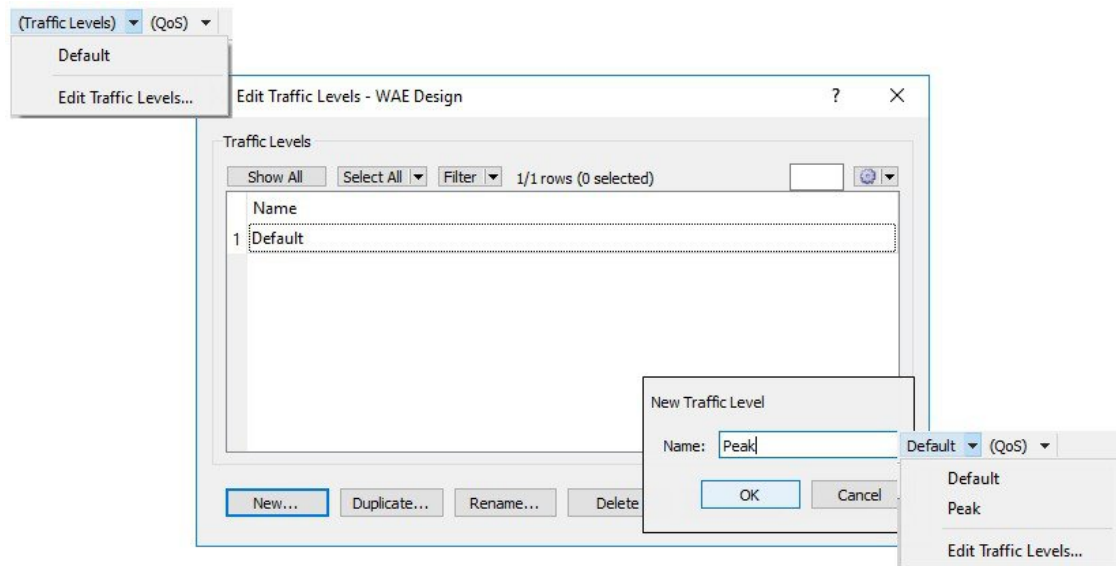 (Traffic Levels) (QoS)
Default
Edit Traffic Levels...
Edit Traffic Levels - WAE Design ?
Traffic Levels
Show All Select All Filter 1/1 rows (0 selected)
Name
1 Default
New Traffic Level
Name: Peak
OK Cancel
New... Duplicate... Rename... Delete
Default (QoS)
Default
Peak
Edit Traffic Levels...